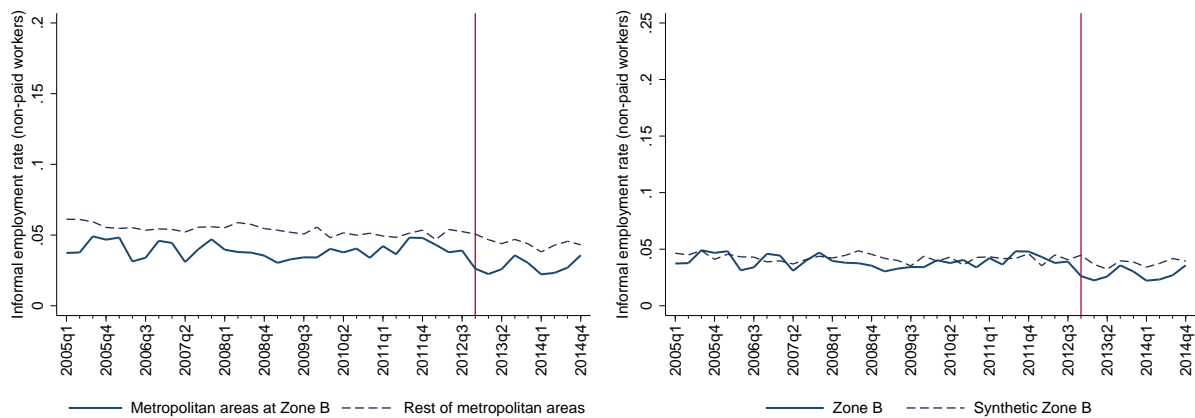 Informal employment rate (non-paid workers)
.2
.15
.1
.05
0
2005q1
2005q4
2006q3
2007q2
2008q1
2008q4
2009q3
2010q2
2011q1
2011q4
2012q3
2013q2
2014q1
2014q4
Metropolitan areas at Zone B
Rest of metropolitan areas
Informal employment rate (non-paid workers)
.25
.2
.15
.1
.05
0
2005q1
2005q4
2006q3
2007q2
2008q1
2008q4
2009q3
2010q2
2011q1
2011q4
2012q3
2013q2
2014q1
2014q4
Zone B
Synthetic Zone B